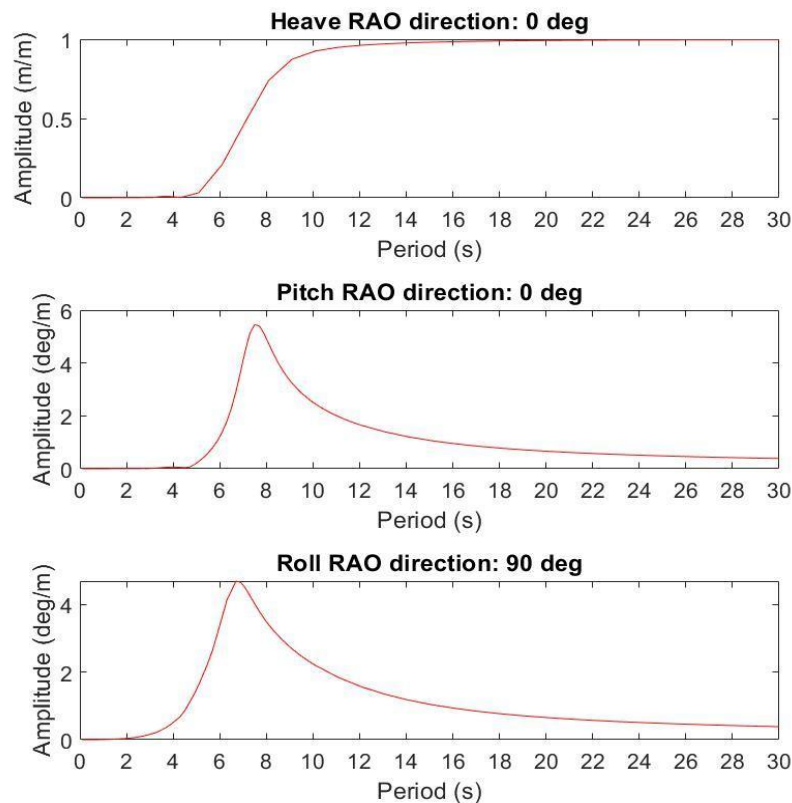 Heave RAO direction: 0 deg
Amplitude (m/m)
1
0.5
0
0 2 4 6 8 10 12 14 16 18 20 22 24 26 28 30
Period (s)
Pitch RAO direction: 0 deg
Amplitude (deg/m)
6
4
2
0
0 2 4 6 8 10 12 14 16 18 20 22 24 26 28 30
Period (s)
Roll RAO direction: 90 deg
Amplitude (deg/m)
4
2
0
0 2 4 6 8 10 12 14 16 18 20 22 24 26 28 30
Period (s)